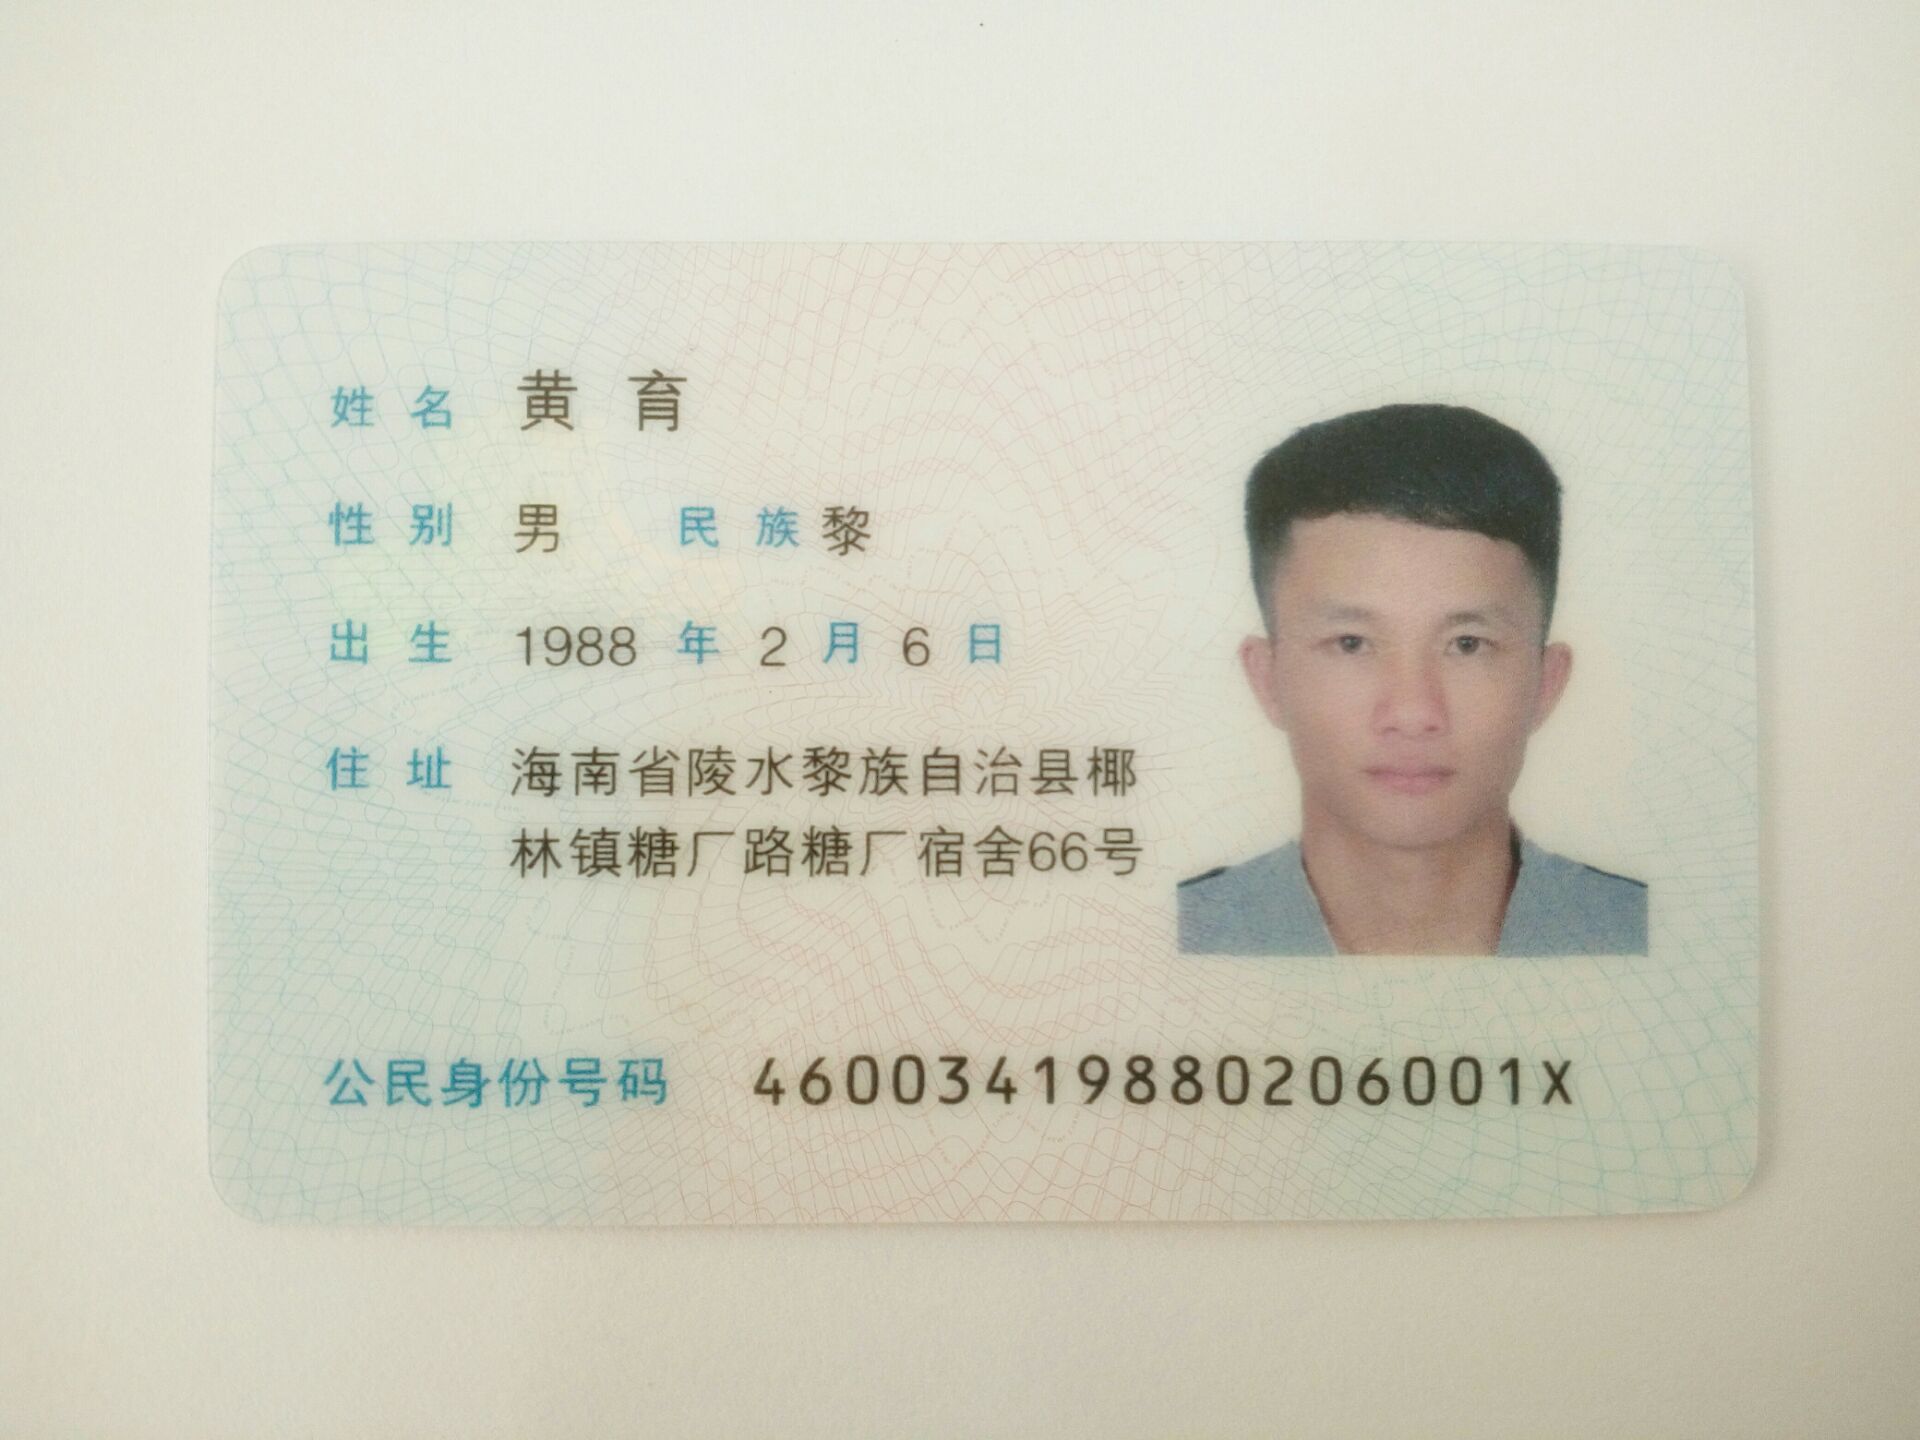 姓名 黄育
性别 男 民族 黎
出生 1988 年 2 月 6 日
住址 海南省陵水黎族自治县椰
林镇糖厂路糖厂宿舍66号
公民身份号码 46003419880206001X